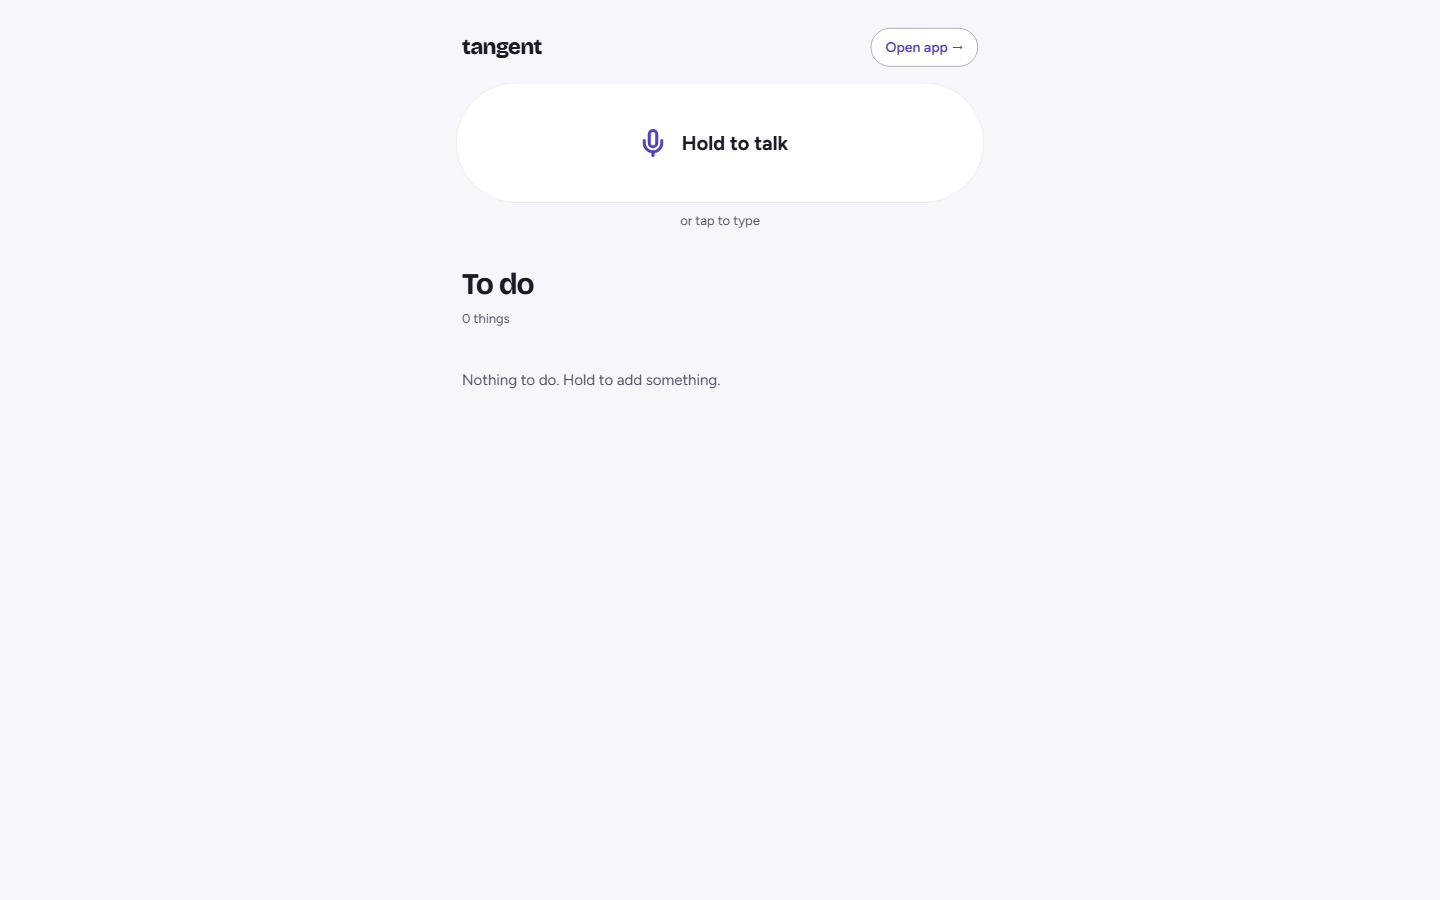 tangent
Open app →
Hold to talk
or tap to type
To do
0 things
Nothing to do. Hold to add something.